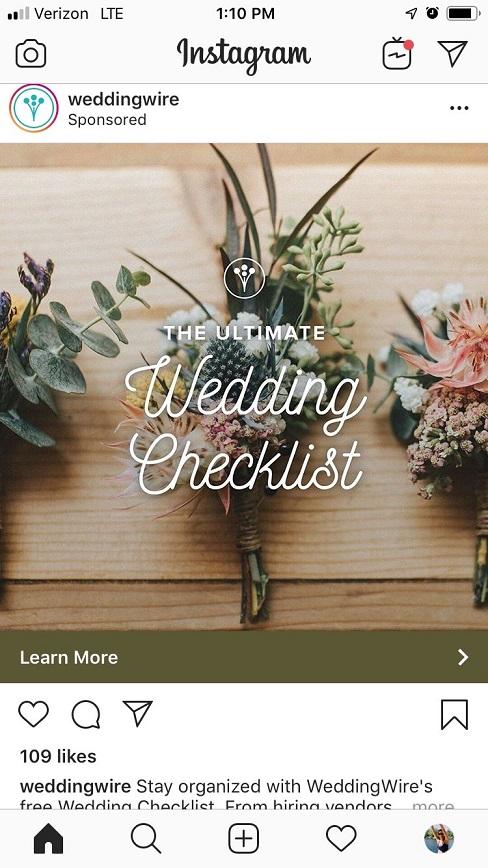 Verizon LTE 1:10 PM
Instagram
weddingwire
Sponsored
THE ULTIMATE
Wedding
Checklist
Learn More
109 likes
weddingwire Stay organized with WeddingWire's
free Wedding Checklist. From hiring vendors... more